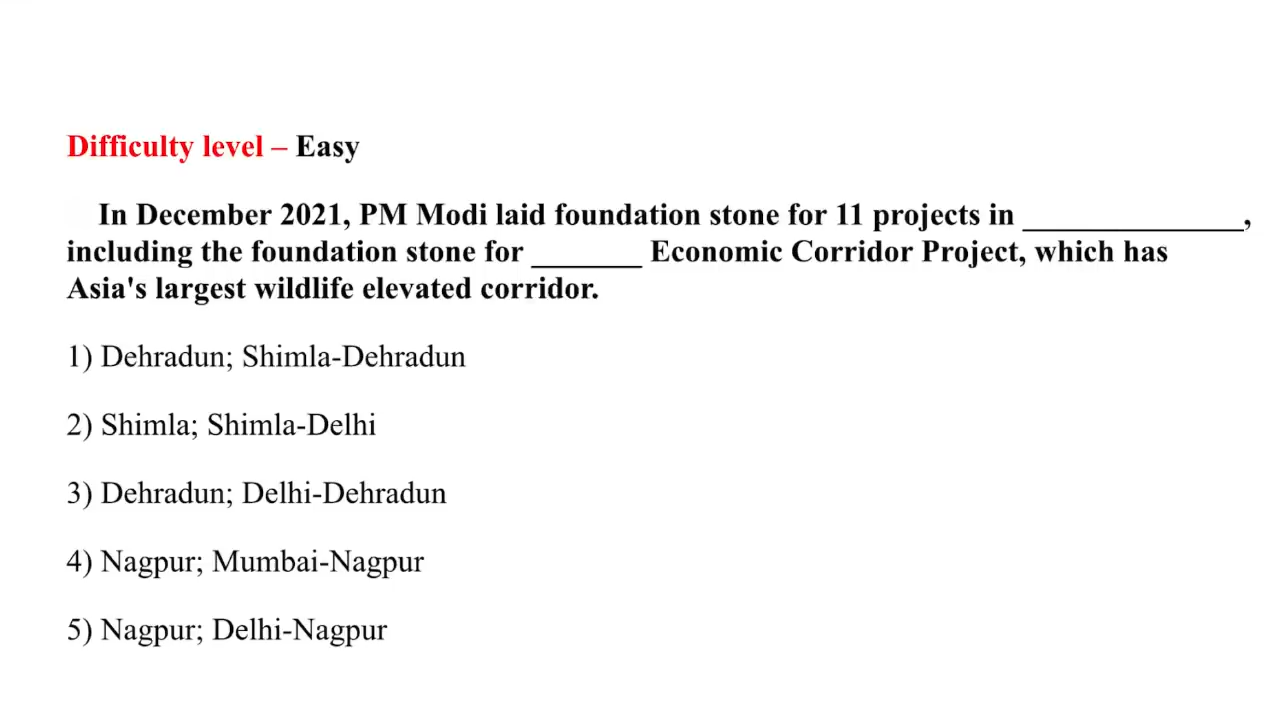 Difficulty level – Easy
In December 2021, PM Modi laid foundation stone for 11 projects in ______________,
including the foundation stone for _______ Economic Corridor Project, which has
Asia's largest wildlife elevated corridor.
1) Dehradun; Shimla-Dehradun
2) Shimla; Shimla-Delhi
3) Dehradun; Delhi-Dehradun
4) Nagpur; Mumbai-Nagpur
5) Nagpur; Delhi-Nagpur